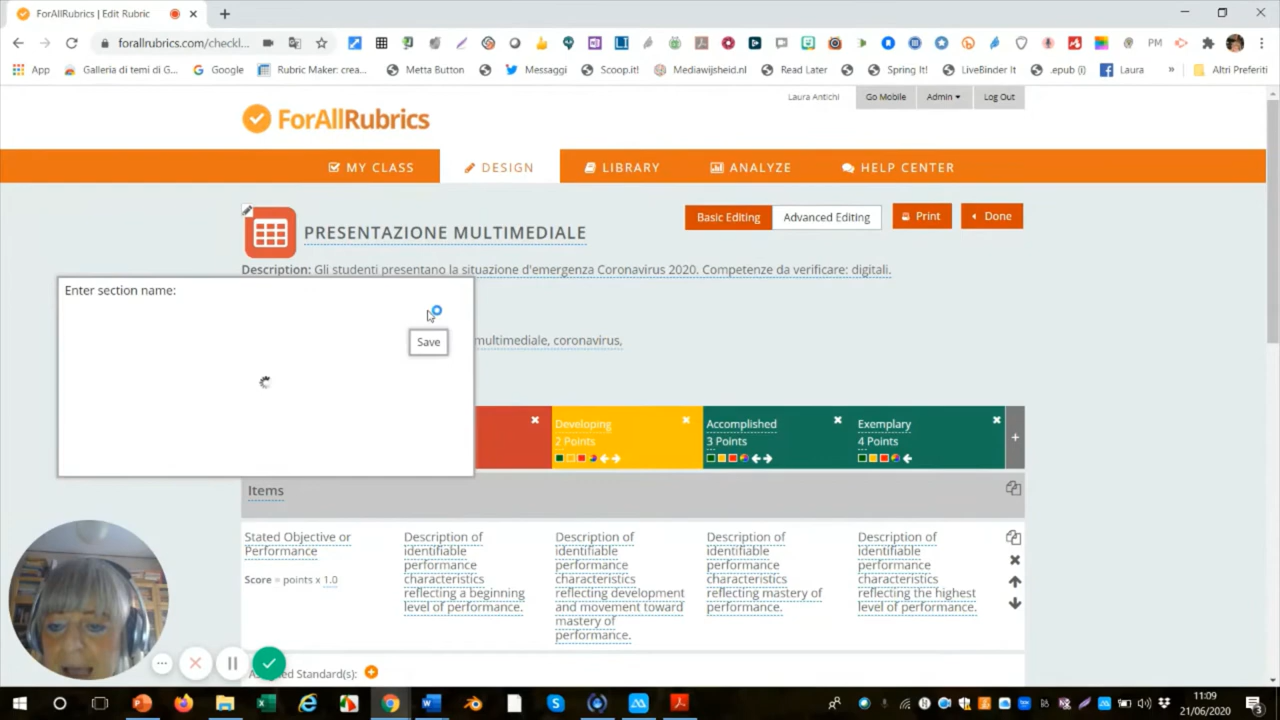 ForAllRubrics | Edit Rubric
forallrubrics.com/checkl...
PM
App
Galleria di temi di G...
Google
Rubric Maker: crea...
Metta Button
Messaggi
Scoop.it!
Mediawijsheid.nl
Read Later
Spring It!
LiveBinder It
.epub (i)
Laura
»
Altri Preferiti
Laura Antichi
Go Mobile
Admin
Log Out
ForAllRubrics
MY CLASS
DESIGN
LIBRARY
ANALYZE
HELP CENTER
PRESENTAZIONE MULTIMEDIALE
Basic Editing
Advanced Editing
Print
Done
Description: Gli studenti presentano la situazione d'emergenza Coronavirus 2020. Competenze da verificare: digitali.
Enter section name:
Save
multimediale, coronavirus,
Developing
2 Points
Accomplished
3 Points
Exemplary
4 Points
Items
Stated Objective or
Performance
Score = points x 1.0
Description of
identifiable
performance
characteristics
reflecting a beginning
level of performance.
Description of
identifiable
performance
characteristics
reflecting development
and movement toward
mastery of
performance.
Description of
identifiable
performance
characteristics
reflecting mastery of
performance.
Description of
identifiable
performance
characteristics
reflecting the highest
level of performance.
Standard(s):
11:09
21/06/2020
3